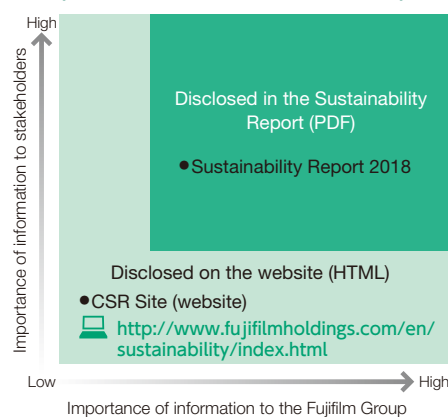 High
Importance of information to stakeholders
Disclosed in the Sustainability
Report (PDF)
●Sustainability Report 2018
Disclosed on the website (HTML)
●CSR Site (website)
http://www.fujifilmholdings.com/en/
sustainability/index.html
Low
High
Importance of information to the Fujifilm Group